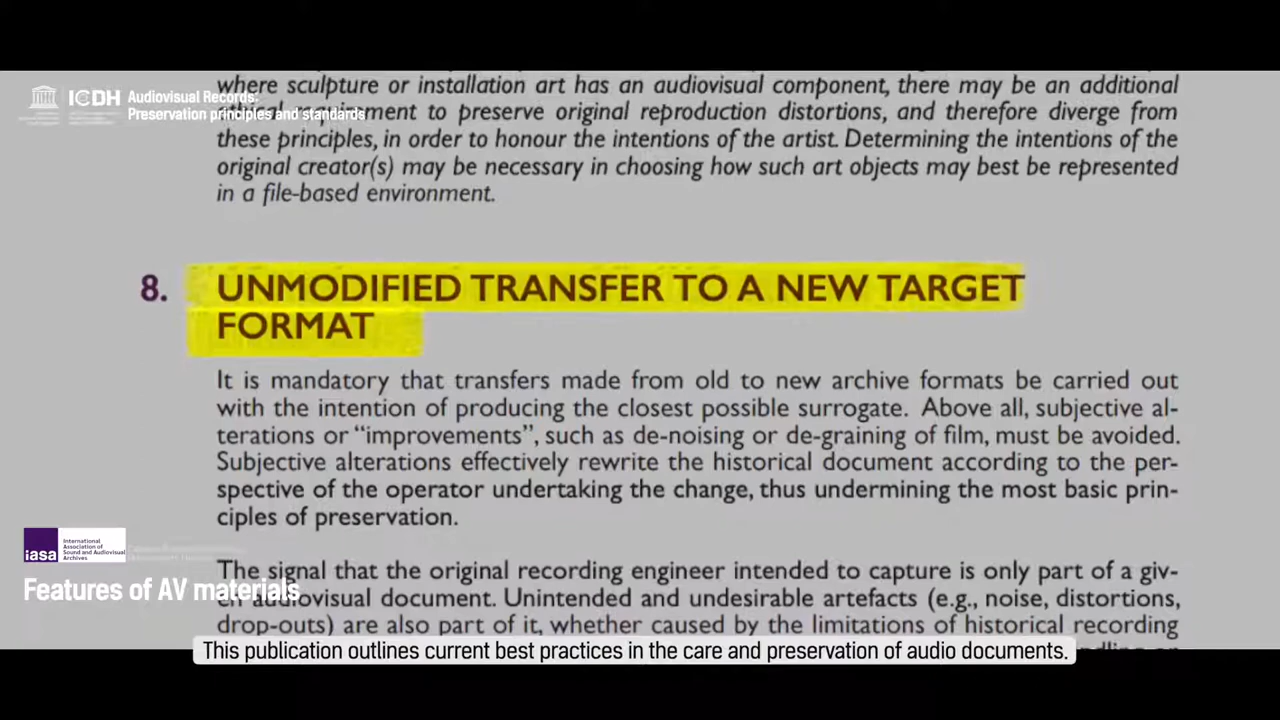 where sculpture or installation art has an audiovisual component, there may be an additional
ICDH
Audiovisual Records:
Preservation principles and standards
requirement to preserve original reproduction distortions, and therefore diverge from
these principles, in order to honour the intentions of the artist. Determining the intentions of the
original creator(s) may be necessary in choosing how such art objects may best be represented
in a file-based environment.
8. UNMODIFIED TRANSFER TO A NEW TARGET
FORMAT
It is mandatory that transfers made from old to new archive formats be carried out
with the intention of producing the closest possible surrogate. Above all, subjective al-
terations or “improvements”, such as de-noising or de-graining of film, must be avoided.
Subjective alterations effectively rewrite the historical document according to the per-
spective of the operator undertaking the change, thus undermining the most basic prin-
ciples of preservation.
iasa
International
Association of
Sound and Audiovisual
Archives
The signal that the original recording engineer intended to capture is only part of a giv-
Features of AV materials
en audiovisual document. Unintended and undesirable artefacts (e.g., noise, distortions,
drop-outs) are also part of it, whether caused by the limitations of historical recording
This publication outlines current best practices in the care and preservation of audio documents.